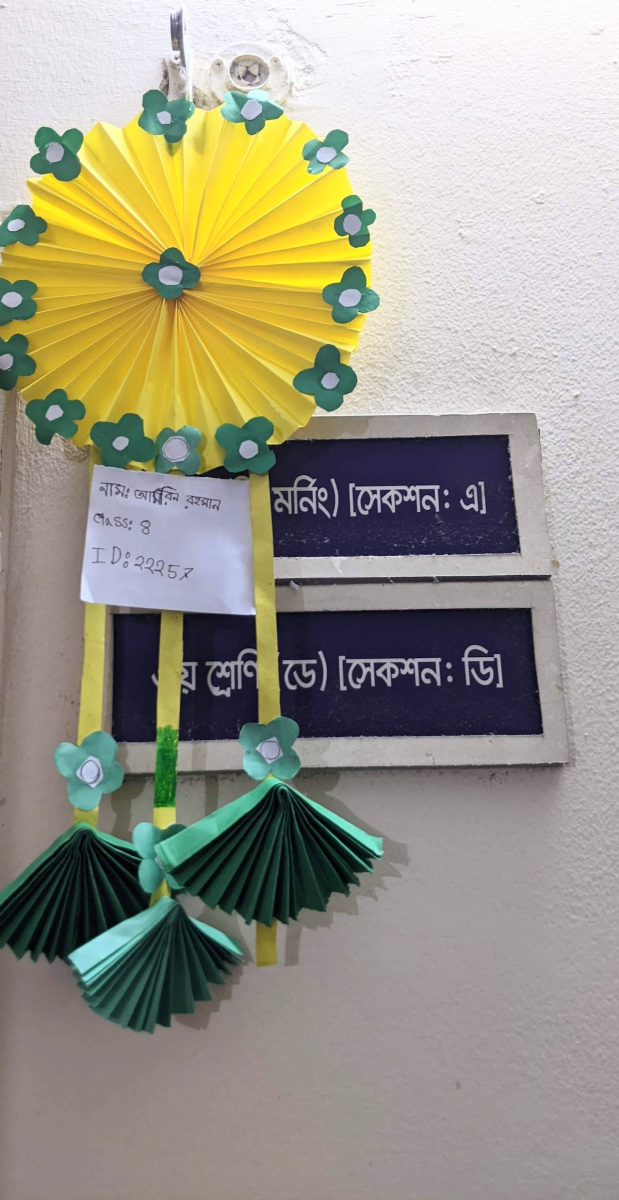 নাম: আফরিন রহমান
Class: 8
ID: 22257
মর্নিং) [সেকশন: এ]
য় শ্রেণি ডে) [সেকশন: ডি]